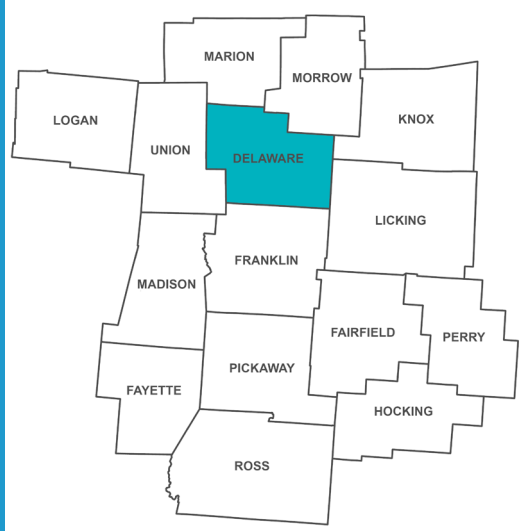 MARION
MORROW
LOGAN
KNOX
UNION
DELAWARE
LICKING
FRANKLIN
MADISON
FAIRFIELD
PERRY
PICKAWAY
FAYETTE
HOCKING
ROSS